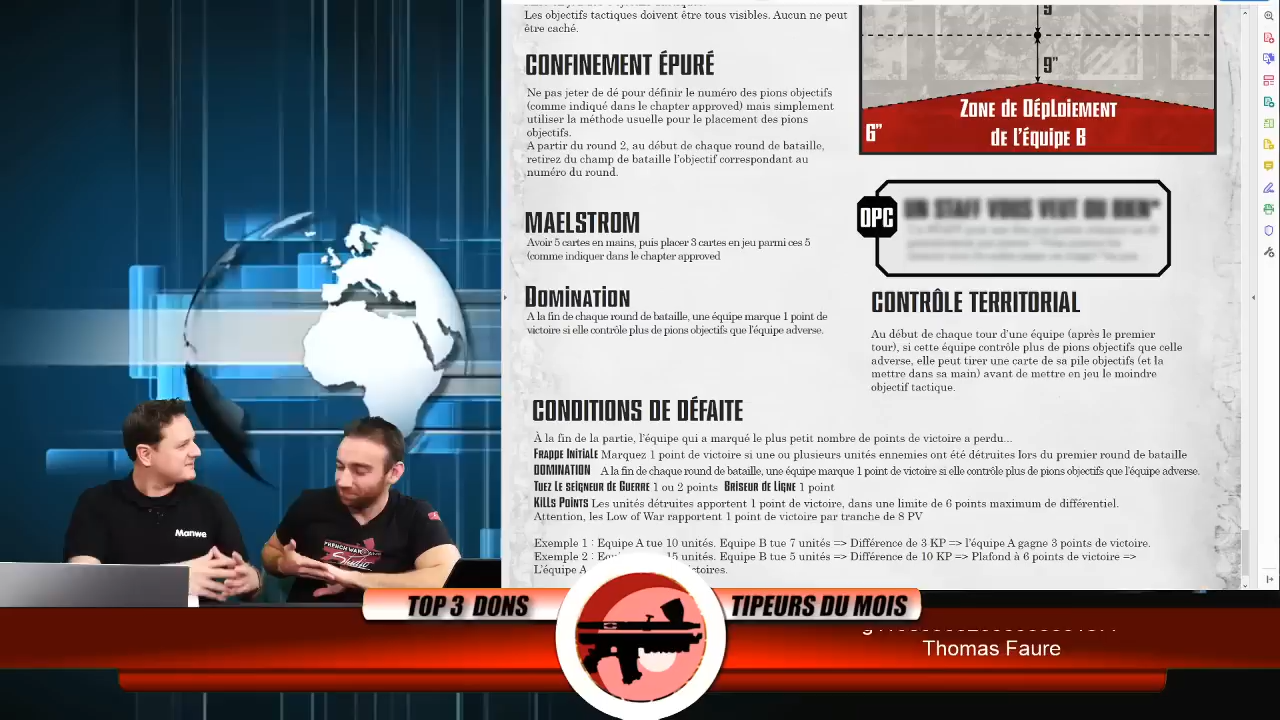 Les objectifs tactiques doivent être tous visibles. Aucun ne peut
être caché.
CONFINEMENT ÉPURÉ
Ne pas jeter de dé pour définir le numéro des pions objectifs
(comme indiqué dans le chapter approved) mais simplement
utiliser la méthode usuelle pour le placement des pions
objectifs.
A partir du round 2, au début de chaque round de bataille,
retirez du champ de bataille l'objectif correspondant au
numéro du round.
MAELSTROM
Avoir 5 cartes en mains, puis placer 3 cartes en jeu parmi ces 5
(comme indiquer dans le chapter approved
Domination
A la fin de chaque round de bataille, une équipe marque 1 point de
victoire si elle contrôle plus de pions objectifs que l'équipe adverse.
9"
Zone de Déploiement
de L'équipe B
6"
OPC
CONTRÔLE TERRITORIAL
Au début de chaque tour d'une équipe (après le premier
tour), si cette équipe contrôle plus de pions objectifs que celle
adverse, elle peut tirer une carte de sa pile objectifs (et la
mettre dans sa main) avant de mettre en jeu le moindre
objectif tactique.
CONDITIONS DE DÉFAITE
À la fin de la partie, l'équipe qui a marqué le plus petit nombre de points de victoire a perdu...
Frappe Initiale Marquez 1 point de victoire si une ou plusieurs unités ennemies ont été détruites lors du premier round de bataille
DOMINATION A la fin de chaque round de bataille, une équipe marque 1 point de victoire si elle contrôle plus de pions objectifs que l'équipe adverse.
Tuez Le seigneur de Guerre 1 ou 2 points Briseur de Ligne 1 point
Kills Points Les unités détruites apportent 1 point de victoire, dans une limite de 6 points maximum de différentiel.
Attention, les Low of War rapportent 1 point de victoire par tranche de 8 PV
Exemple 1 : Equipe A tue 10 unités. Equipe B tue 7 unités => Différence de 3 KP => l'équipe A gagne 3 points de victoire.
Exemple 2 : 15 unités. Equipe B tue 5 unités => Différence de 10 KP => Plafond à 6 points de victoire =>
L'équipe A
Manwe
FRENCH WAR
Studio
TOP 3 DONS
TIPEURS DU MOIS
Thomas Faure